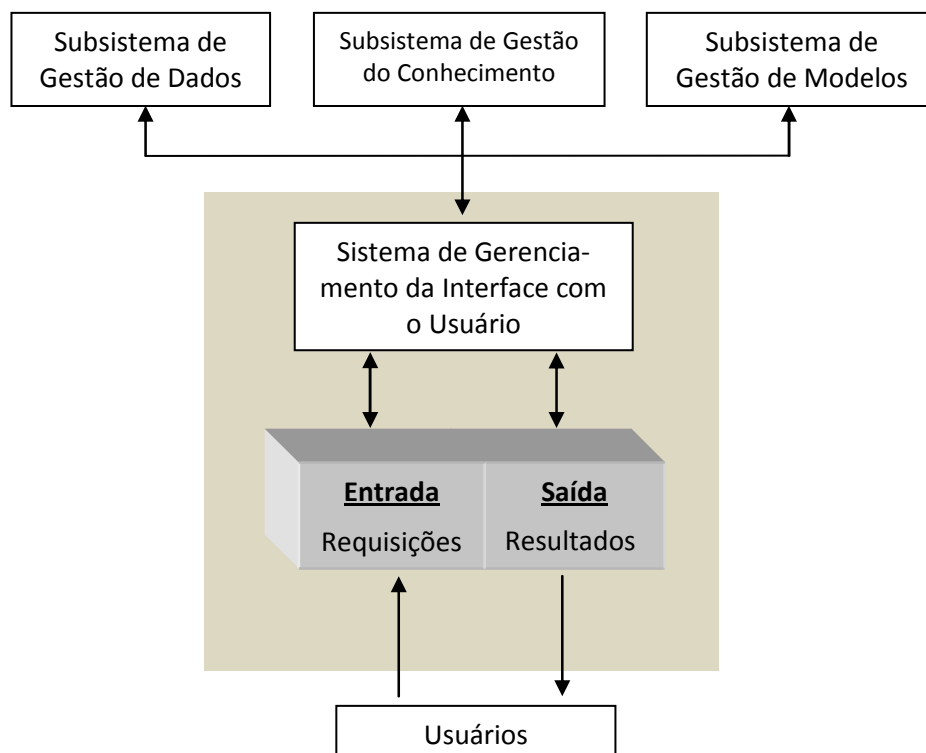 Subsistema de
Gestão de Dados
Subsistema de Gestão
do Conhecimento
Subsistema de
Gestão de Modelos
Sistema de Gerencia-
mento da Interface com
o Usuário
Entrada
Requisições
Saída
Resultados
Usuários